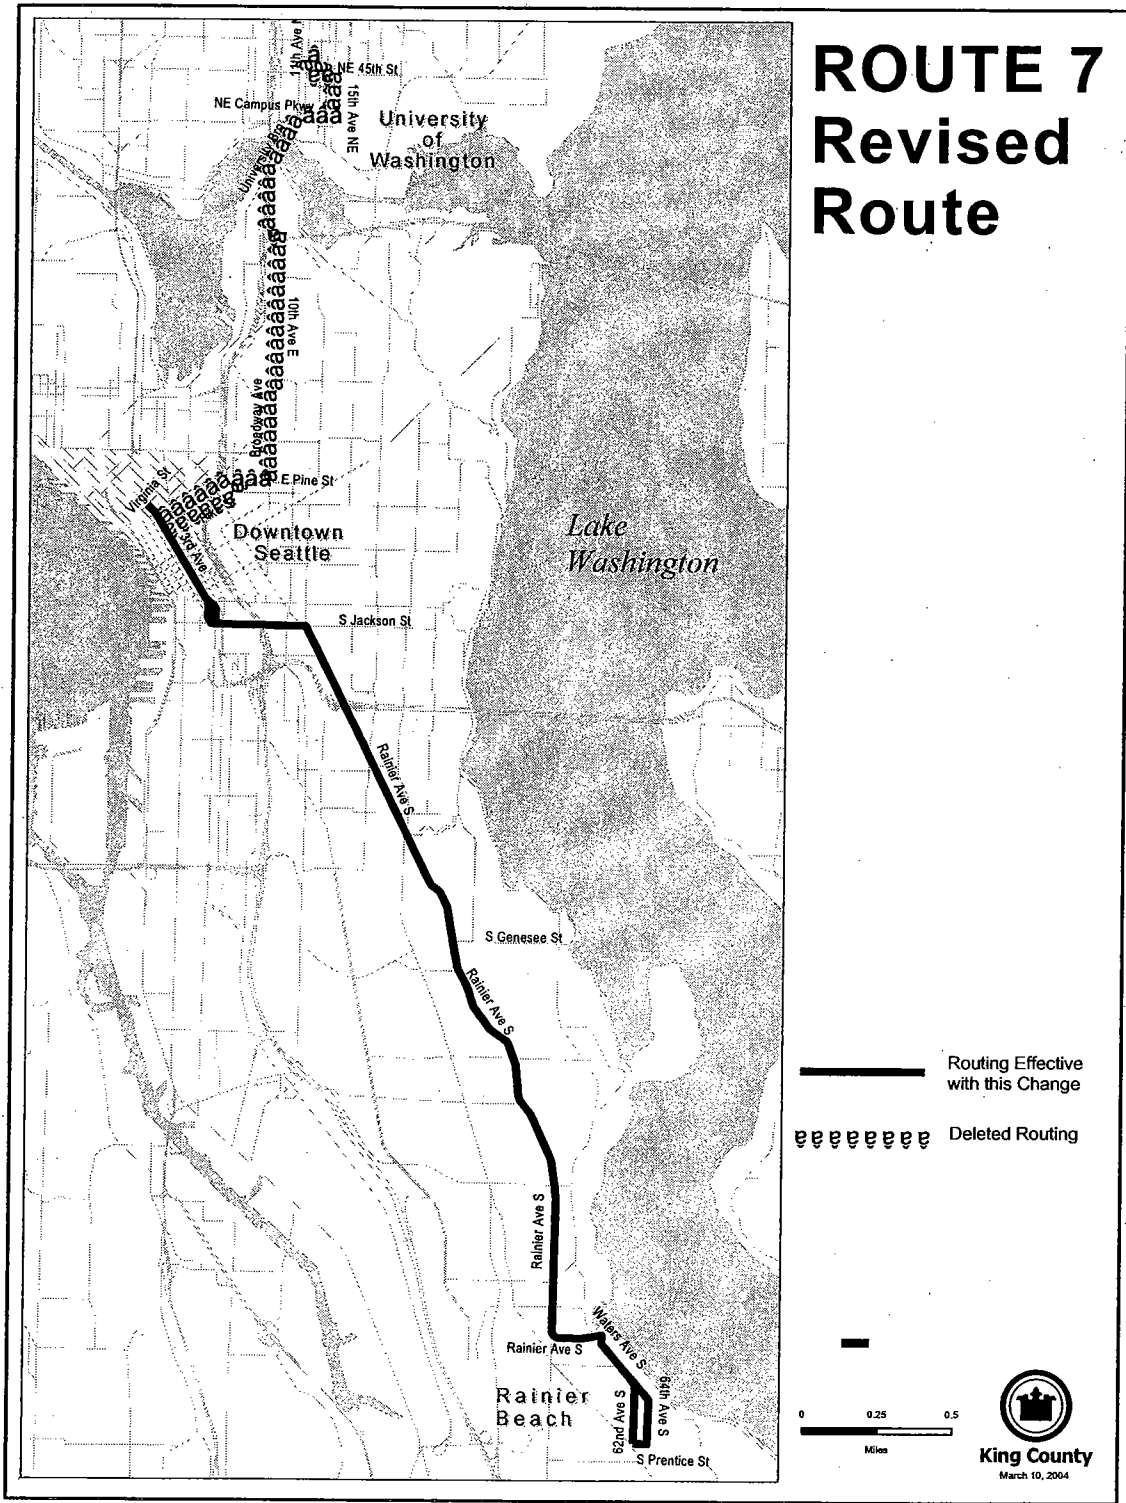 ROUTE 7
Revised
Route
NE 45th St
NE Campus Pkwy
15th Ave NE
University
of
Washington
10th Ave E
Broadway Ave
E Pine St
Virginia St
3rd Ave
Downtown
Seattle
Lake
Washington
S Jackson St
Rainier Ave S
S Genesee St
Rainier Ave S
Rainier Ave S
Rainier Ave S
Waters Ave S
Rainier
Beach
62nd Ave S
64th Ave S
S Prentice St
Routing Effective
with this Change
Deleted Routing
0 0.25 0.5
Miles
King County
March 10, 2004